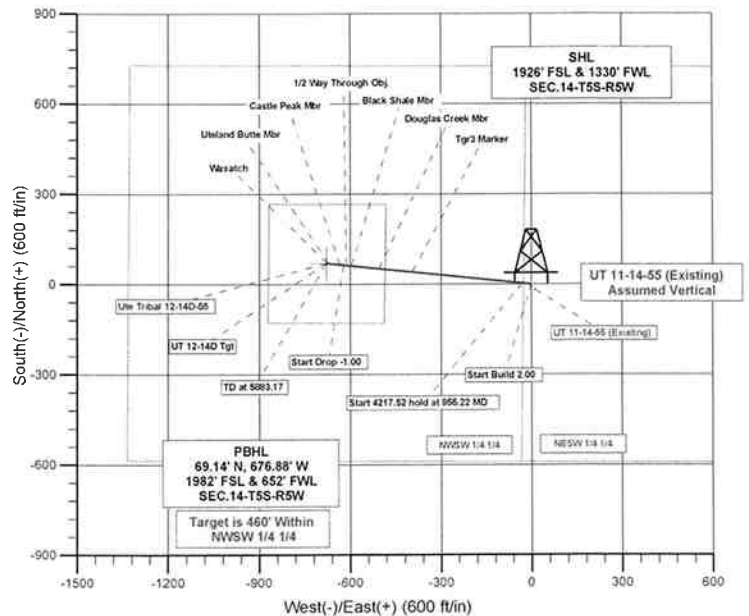 900
600
300
0
-300
-600
-900
South(-)/North(+) (600 ft/in)
SHL
1926' FSL & 1330' FWL
SEC.14-T5S-R5W
1/2 Way Through Obj.
Castle Peak Mbr
Black Shale Mbr
Uteland Butte Mbr
Douglas Creek Mbr
Wasatch
Tgr3 Marker
UT 11-14-55 (Existing)
Assumed Vertical
Ute Tribal 12-14D-55
UT 11-14-55 (Existing)
UT 12-14D Tgt
Start Drop -1.00
Start Build 2.00
TD at 5883.17
Start 4217.52 hold at 955.22 MD
PBHL
69.14' N, 676.88' W
1982' FSL & 652' FWL
SEC.14-T5S-R5W
NWSW 1/4 1/4
NESW 1/4 1/4
Target is 460' Within
NWSW 1/4 1/4
-1500
-1200
-900
-600
-300
0
300
600
West(-)/East(+) (600 ft/in)